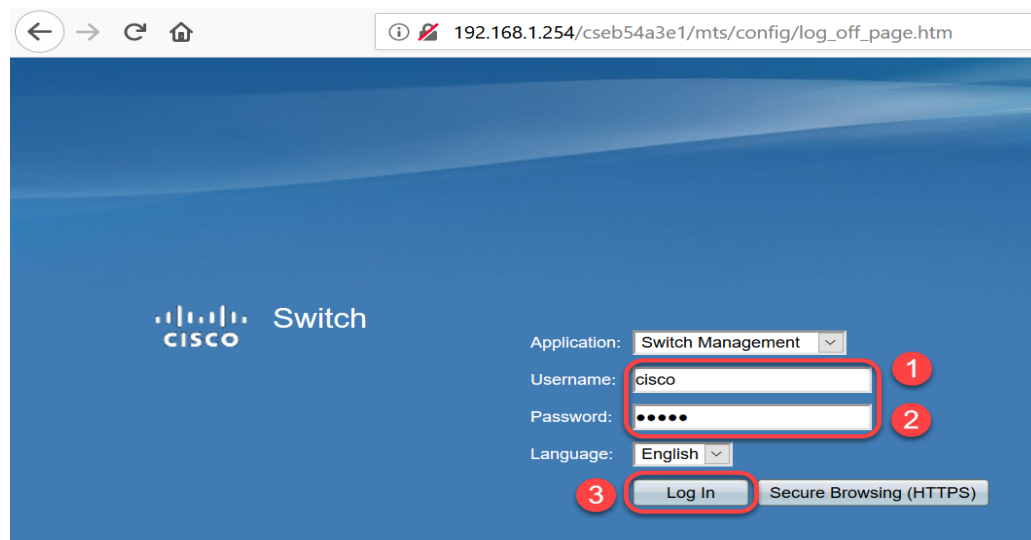 192.168.1.254/cseb54a3e1/mts/config/log_off_page.htm
CISCO Switch
Application: Switch Management
1
Username: cisco
Password: ●●●●●
2
Language: English
3 Log In Secure Browsing (HTTPS)